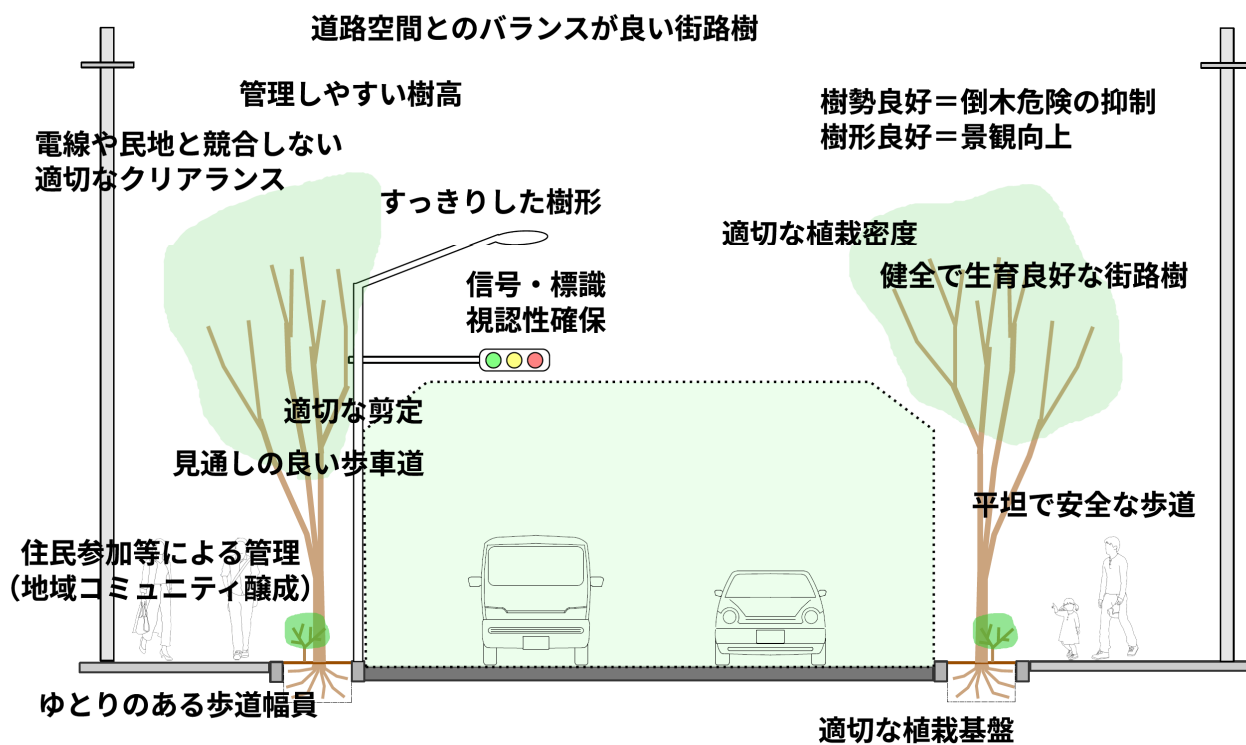 道路空間とのバランスが良い街路樹
管理しやすい樹高
樹勢良好＝倒木危険の抑制
樹形良好＝景観向上
電線や民地と競合しない
適切なクリアランス
すっきりした樹形
適切な植栽密度
健全で生育良好な街路樹
信号・標識
視認性確保
適切な剪定
見通しの良い歩車道
平坦で安全な歩道
住民参加等による管理
（地域コミュニティ醸成）
ゆとりのある歩道幅員
適切な植栽基盤